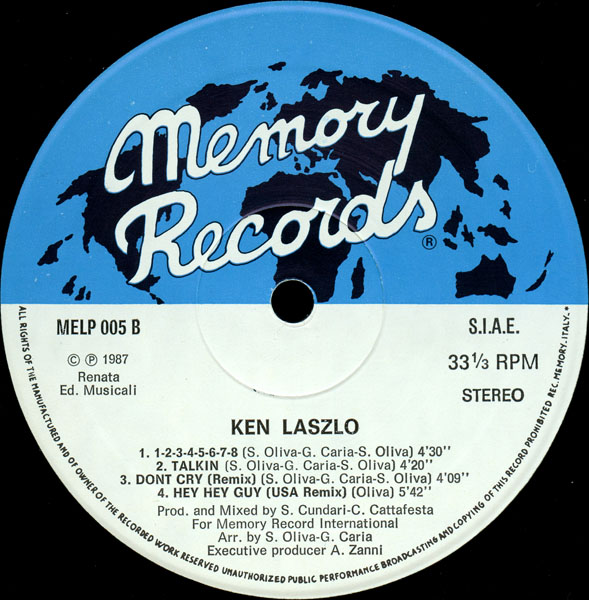 Memory
Records
®
MELP 005 B
S.I.A.E.
© ℗ 1987
Renata
Ed. Musicali
33 1/3 RPM
STEREO
KEN LASZLO
1. 1-2-3-4-5-6-7-8 (S. Oliva-G. Caria-S. Oliva) 4'30''
2. TALKIN (S. Oliva-G. Caria-S. Oliva) 4'20''
3. DONT CRY (Remix) (S. Oliva-G. Caria-S. Oliva) 4'09''
4. HEY HEY GUY (USA Remix) (Oliva) 5'42''
Prod. and Mixed by S. Cundari-C. Cattafesta
For Memory Record International
Arr. by S. Oliva-G. Caria
Executive producer A. Zanni
ALL RIGHTS OF THE MANUFACTURED AND OF OWNER OF THE RECORDED WORK RESERVED UNAUTHORIZED PUBLIC PERFORMANCE BROADCASTING AND COPYING OF THIS RECORD PROHIBITED REC. MEMORY. ITALY. *